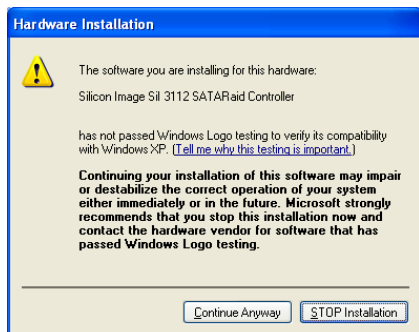 Hardware Installation
The software you are installing for this hardware:
Silicon Image SiI 3112 SATARaid Controller
has not passed Windows Logo testing to verify its compatibility
with Windows XP. (Tell me why this testing is important.)
Continuing your installation of this software may impair
or destabilize the correct operation of your system
either immediately or in the future. Microsoft strongly
recommends that you stop this installation now and
contact the hardware vendor for software that has
passed Windows Logo testing.
Continue Anyway
STOP Installation